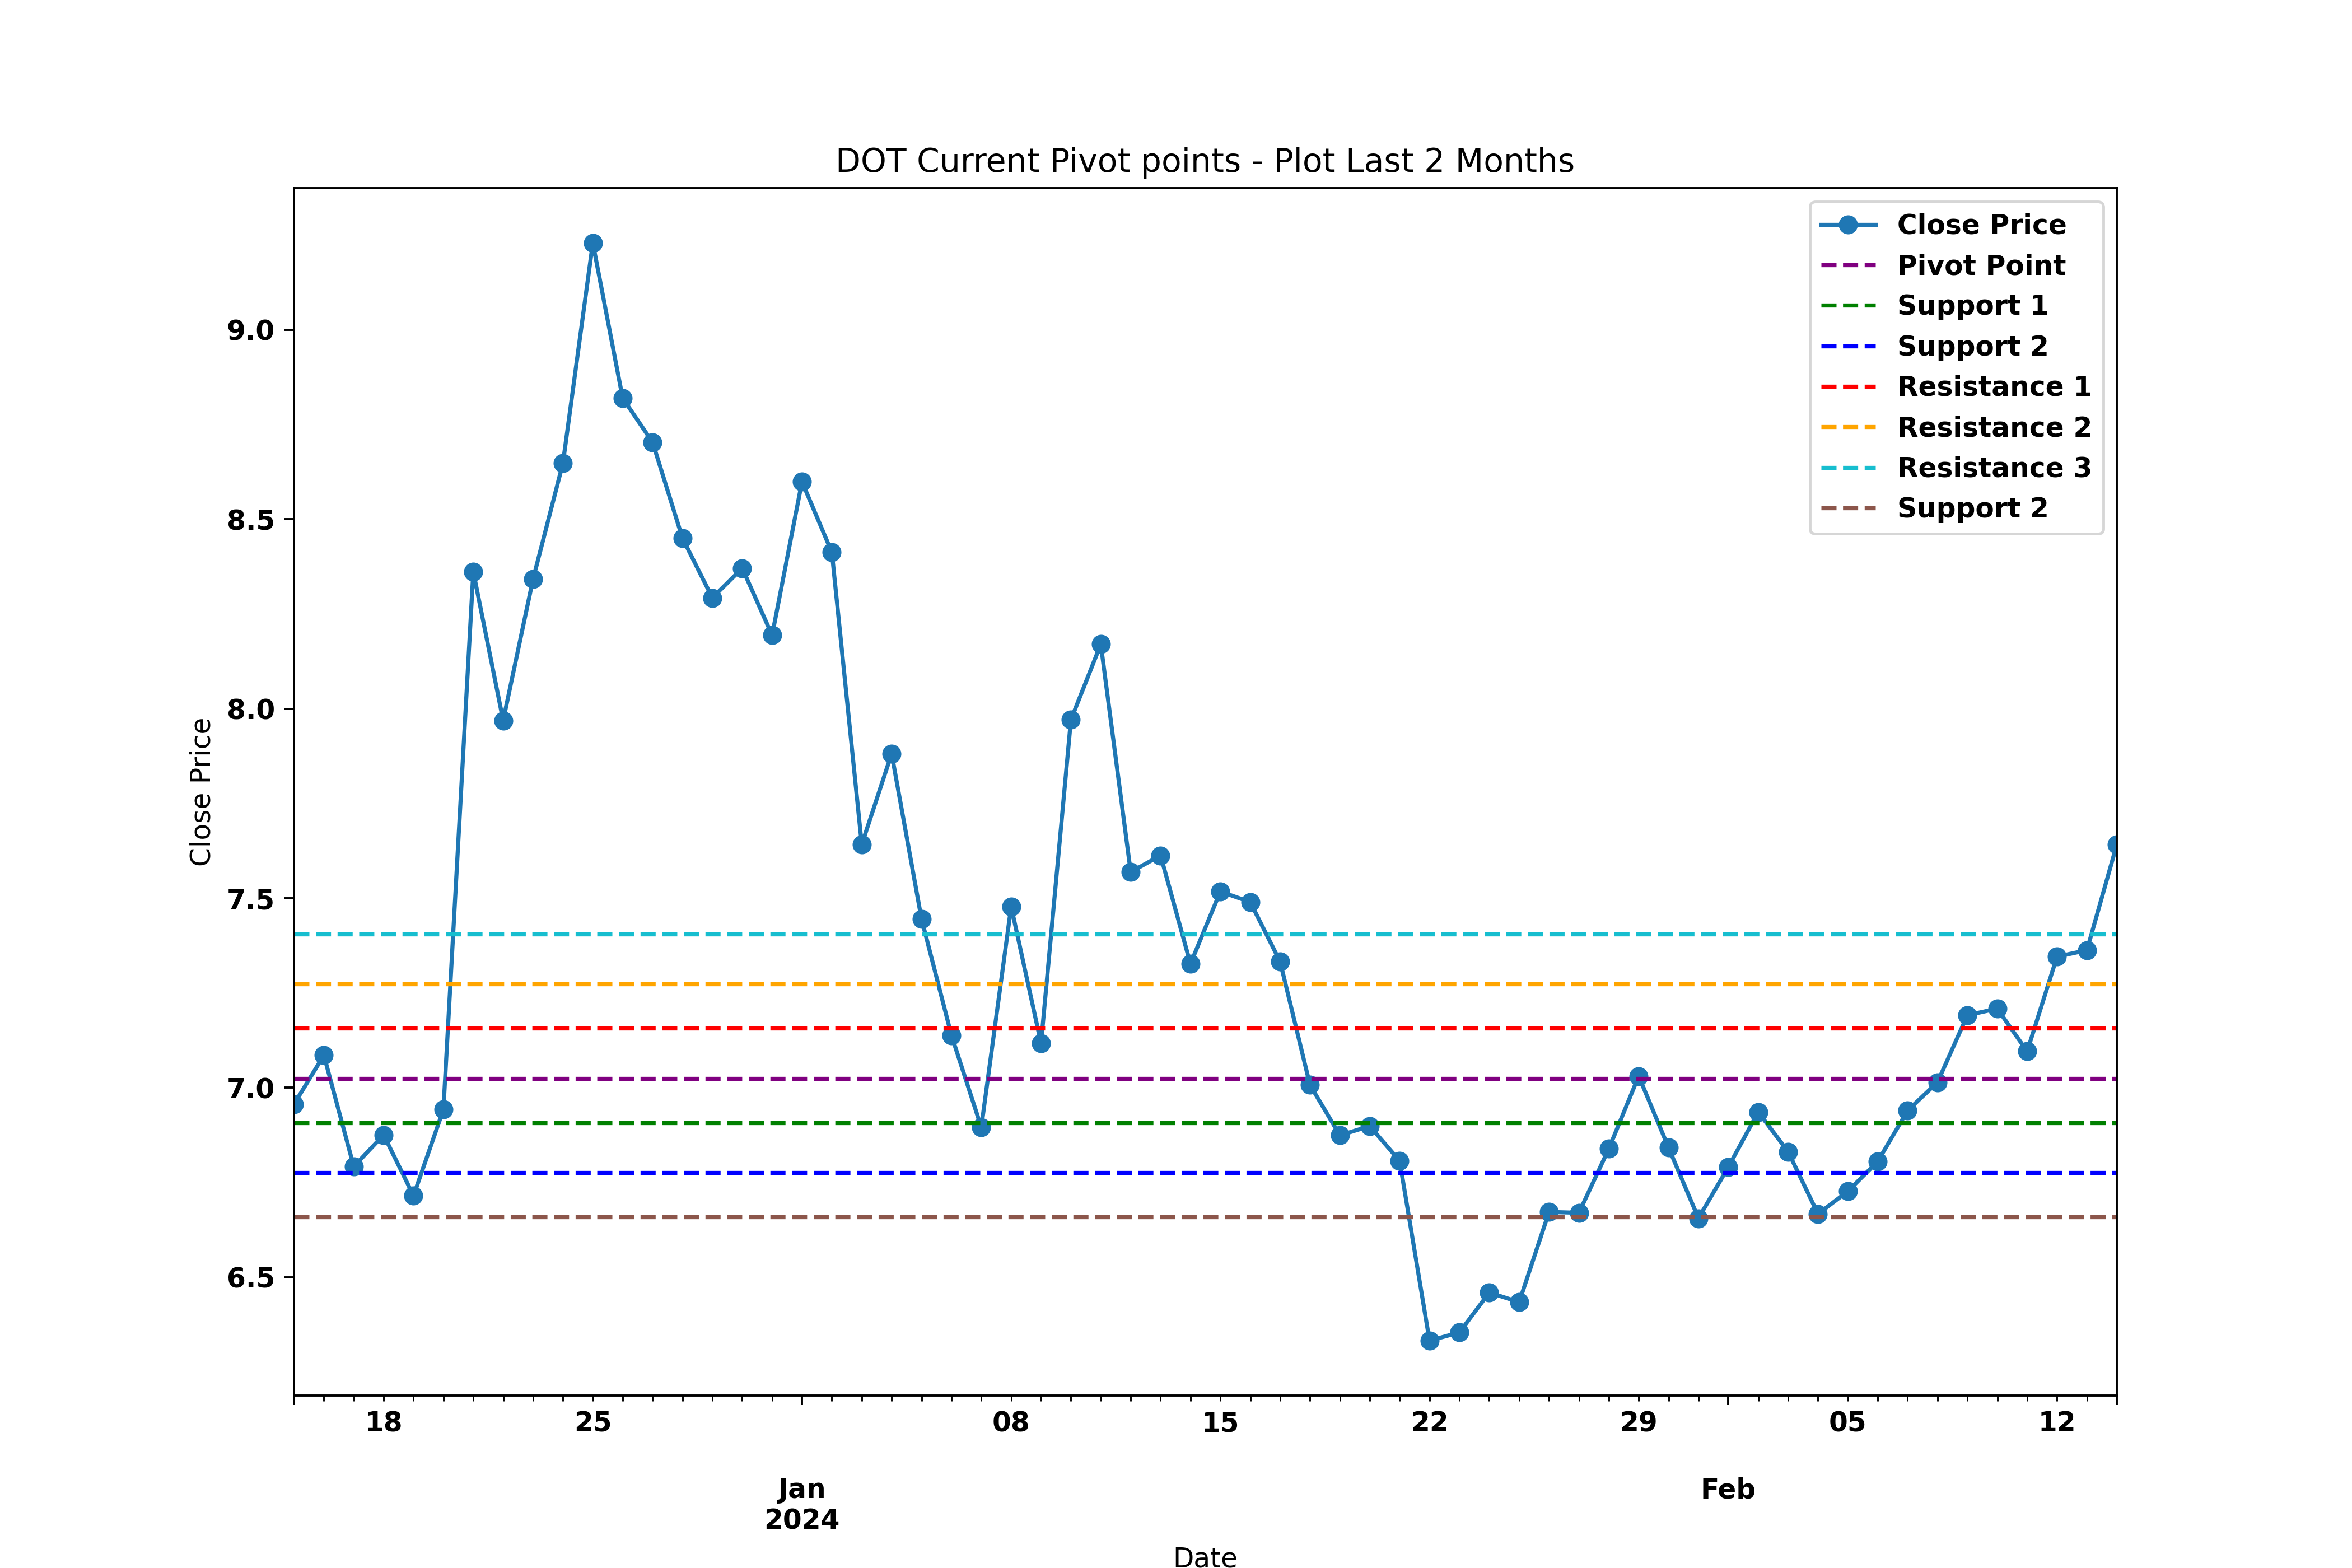 DOT Current Pivot points - Plot Last 2 Months
Close Price
Pivot Point
Support 1
Support 2
Resistance 1
Resistance 2
Resistance 3
Support 2
Close Price
9.0
8.5
8.0
7.5
7.0
6.5
18 25 08 15 22 29 05 12
Jan Feb
2024
Date